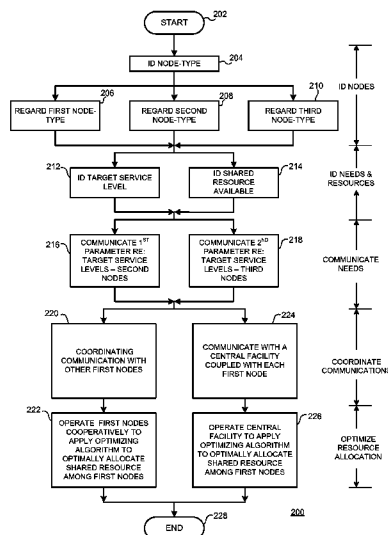 START
202
ID NODE-TYPE
204
206
REGARD FIRST NODE-
TYPE
208
REGARD SECOND
NODE-TYPE
210
REGARD THIRD
NODE-TYPE
ID NODES
212
ID TARGET SERVICE
LEVEL
214
ID SHARED
RESOURCE
AVAILABLE
ID NEEDS &
RESOURCES
216
COMMUNICATE 1ST
PARAMETER RE:
TARGET SERVICE
LEVELS – SECOND
NODES
218
COMMUNICATE 2ND
PARAMETER RE:
TARGET SERVICE
LEVELS – THIRD
NODES
COMMUNICATE
NEEDS
220
COORDINATING
COMMUNICATION WITH
OTHER FIRST NODES
224
COMMUNICATE WITH A
CENTRAL FACILITY
COUPLED WITH EACH
FIRST NODE
COORDINATE
COMMUNICATIONS
222
OPERATE FIRST NODES
COOPERATIVELY TO
APPLY OPTIMIZING
ALGORITHM TO
OPTIMALLY ALLOCATE
SHARED RESOURCE
AMONG FIRST NODES
226
OPERATE CENTRAL
FACILITY TO APPLY
OPTIMIZING ALGORITHM
TO OPTIMALLY ALLOCATE
SHARED RESOURCE
AMONG FIRST NODES
OPTIMIZE
RESOURCE
ALLOCATION
END
228
200